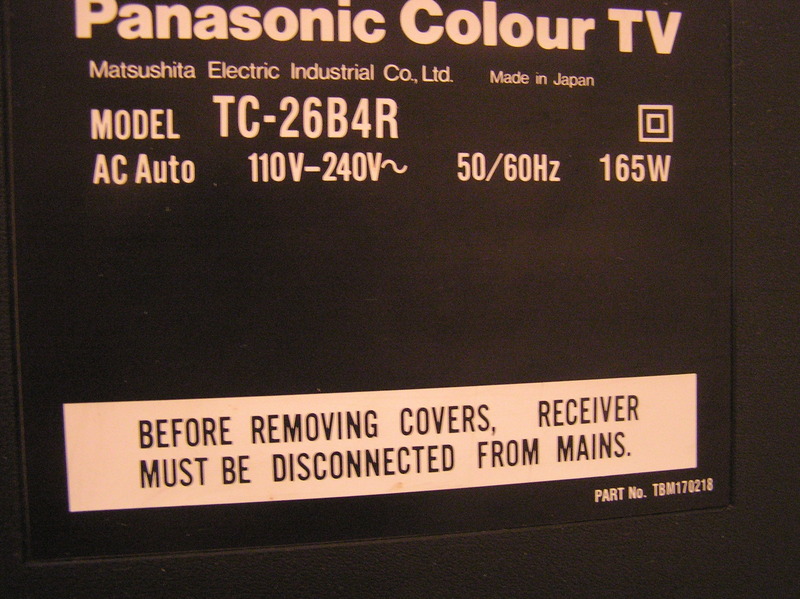 Panasonic Colour TV
Matsushita Electric Industrial Co., Ltd. Made in Japan
MODEL TC-26B4R
AC Auto 110V–240V~ 50/60Hz 165W
BEFORE REMOVING COVERS, RECEIVER
MUST BE DISCONNECTED FROM MAINS.
PART No. TBM170218